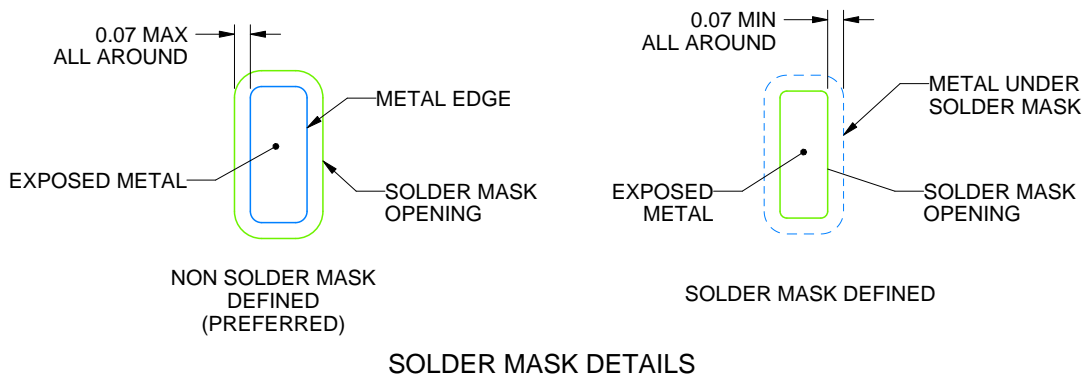 0.07 MAX
ALL AROUND
METAL EDGE
EXPOSED METAL
SOLDER MASK
OPENING
NON SOLDER MASK
DEFINED
(PREFERRED)
0.07 MIN
ALL AROUND
METAL UNDER
SOLDER MASK
EXPOSED
METAL
SOLDER MASK
OPENING
SOLDER MASK DEFINED
SOLDER MASK DETAILS